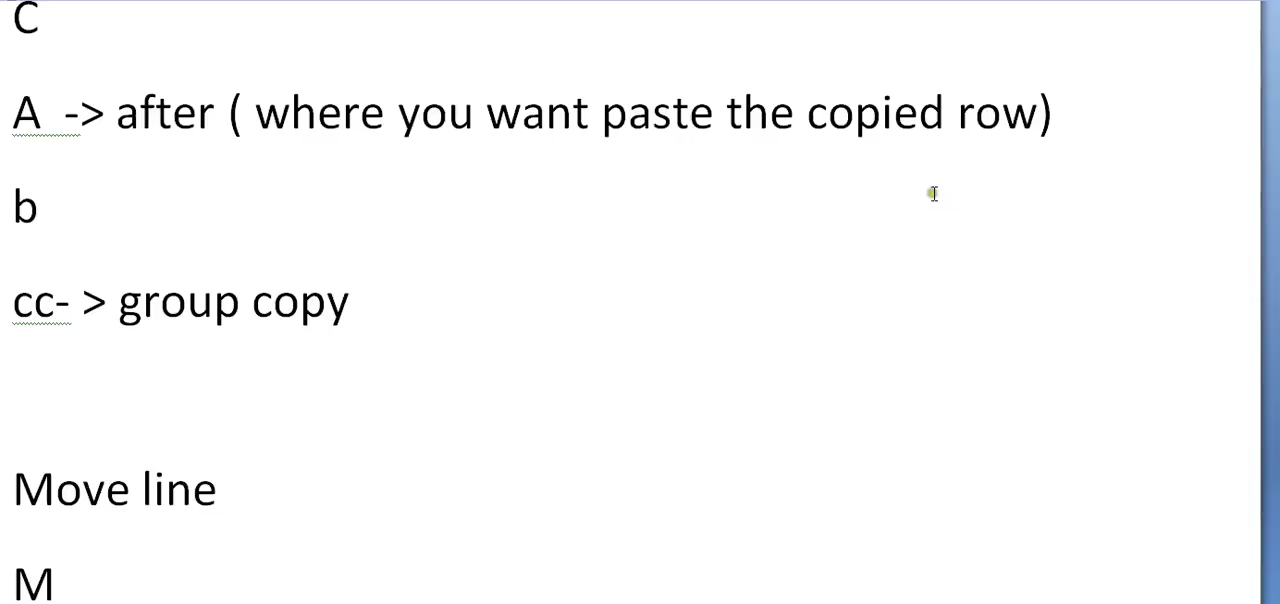 C
A -> after ( where you want paste the copied row)
b
cc- > group copy
Move line
M